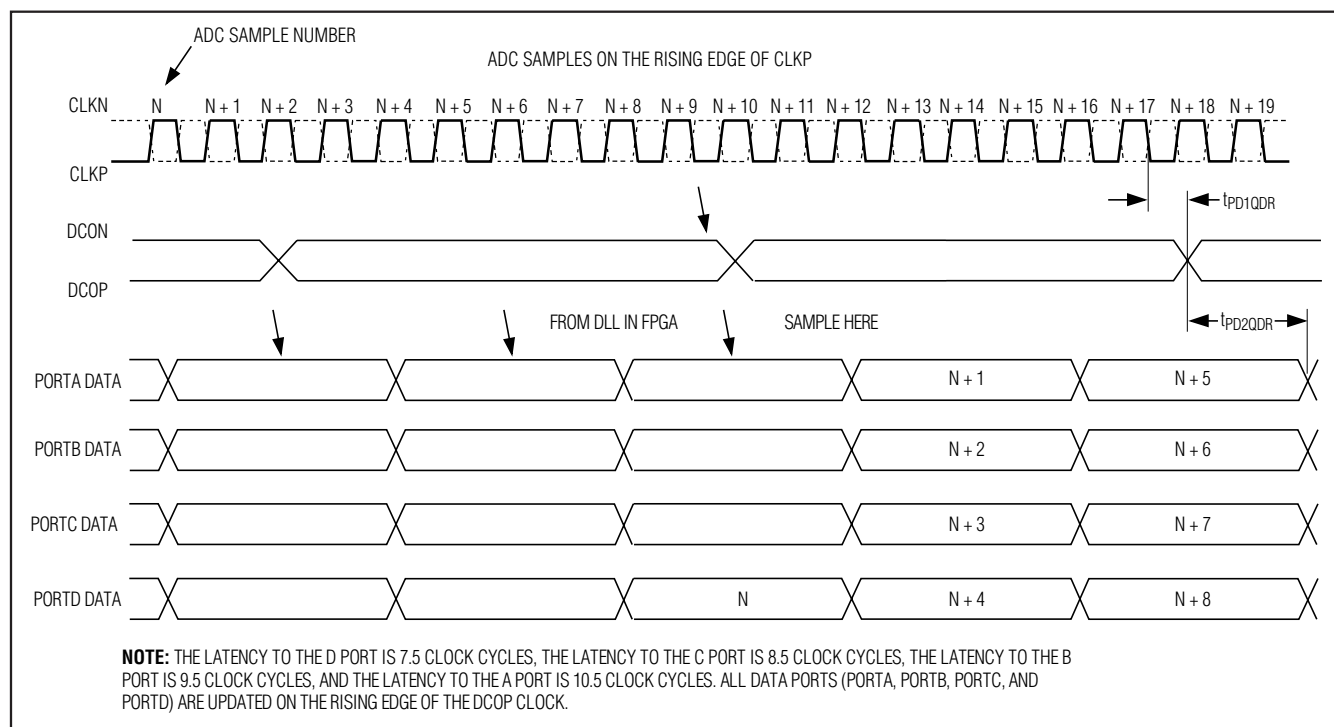 ADC SAMPLE NUMBER
ADC SAMPLES ON THE RISING EDGE OF CLKP
CLKN N N + 1 N + 2 N + 3 N + 4 N + 5 N + 6 N + 7 N + 8 N + 9 N + 10 N + 11 N + 12 N + 13 N + 14 N + 15 N + 16 N + 17 N + 18 N + 19
CLKP
tPD1QDR
DCON
DCOP
FROM DLL IN FPGA SAMPLE HERE
tPD2QDR
PORTA DATA N + 1 N + 5
PORTB DATA N + 2 N + 6
PORTC DATA N + 3 N + 7
PORTD DATA N N + 4 N + 8
NOTE: THE LATENCY TO THE D PORT IS 7.5 CLOCK CYCLES, THE LATENCY TO THE C PORT IS 8.5 CLOCK CYCLES, THE LATENCY TO THE B
PORT IS 9.5 CLOCK CYCLES, AND THE LATENCY TO THE A PORT IS 10.5 CLOCK CYCLES. ALL DATA PORTS (PORTA, PORTB, PORTC, AND
PORTD) ARE UPDATED ON THE RISING EDGE OF THE DCOP CLOCK.